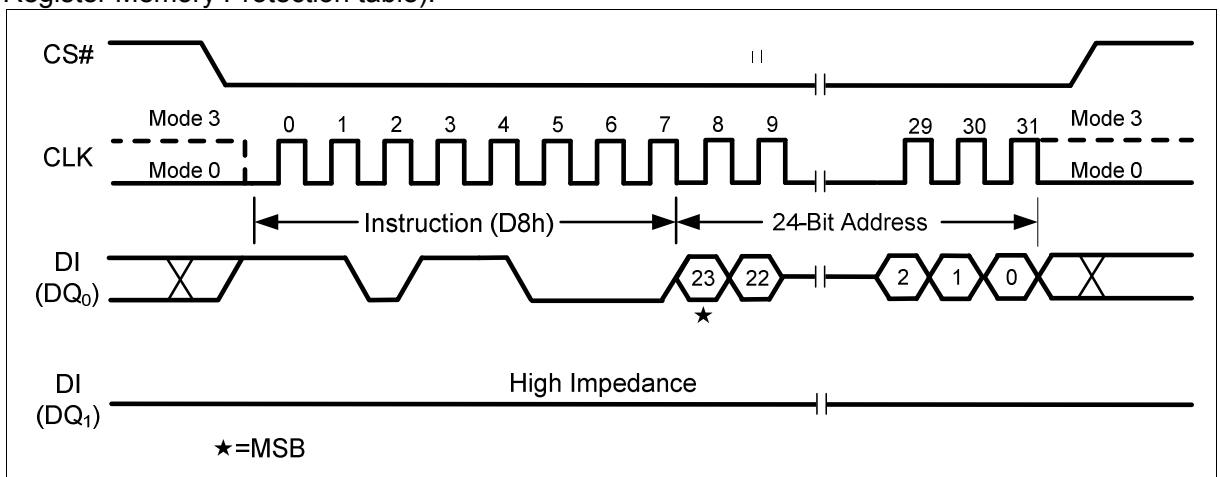 Register Memory Protection table).
CS#
Mode 3
0 1 2 3 4 5 6 7 8 9 29 30 31
Mode 3
CLK
Mode 0
Mode 0
Instruction (D8h)
24-Bit Address
DI
(DQ₀)
23 22 2 1 0
★
DI
(DQ₁)
High Impedance
★=MSB